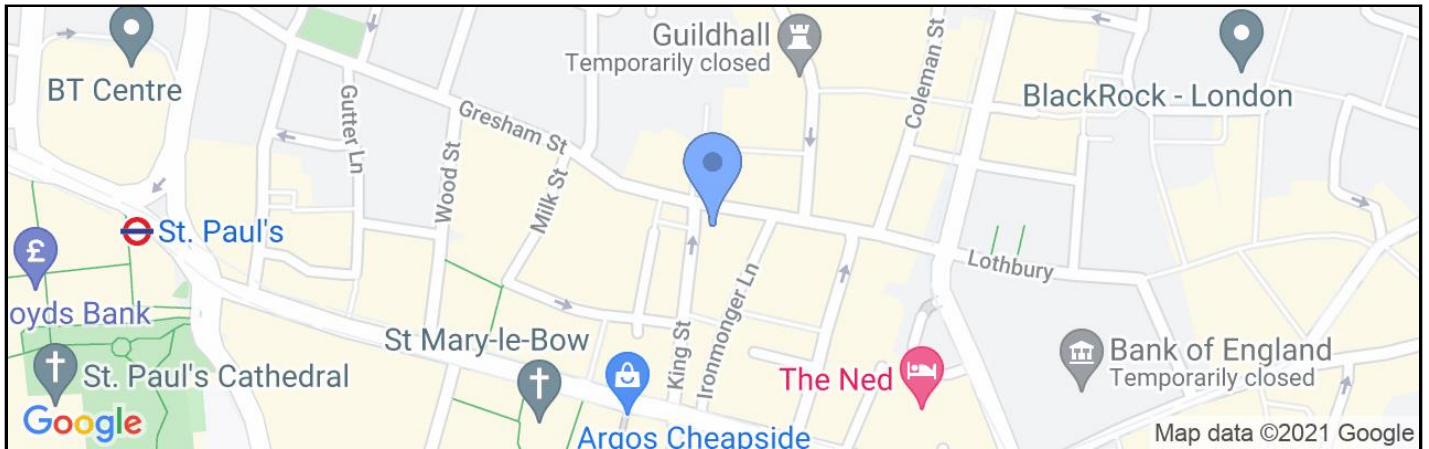 Guildhall
Temporarily closed
BT Centre
BlackRock - London
Coleman St
Gutter Ln
Gresham St
Wood St
Milk St
St. Paul's
£
Lothbury
Ironmonger Ln
King St
oyds Bank
St Mary-le-Bow
Bank of England
Temporarily closed
The Ned
St. Paul's Cathedral
Google
Argos Cheapside
Map data ©2021 Google